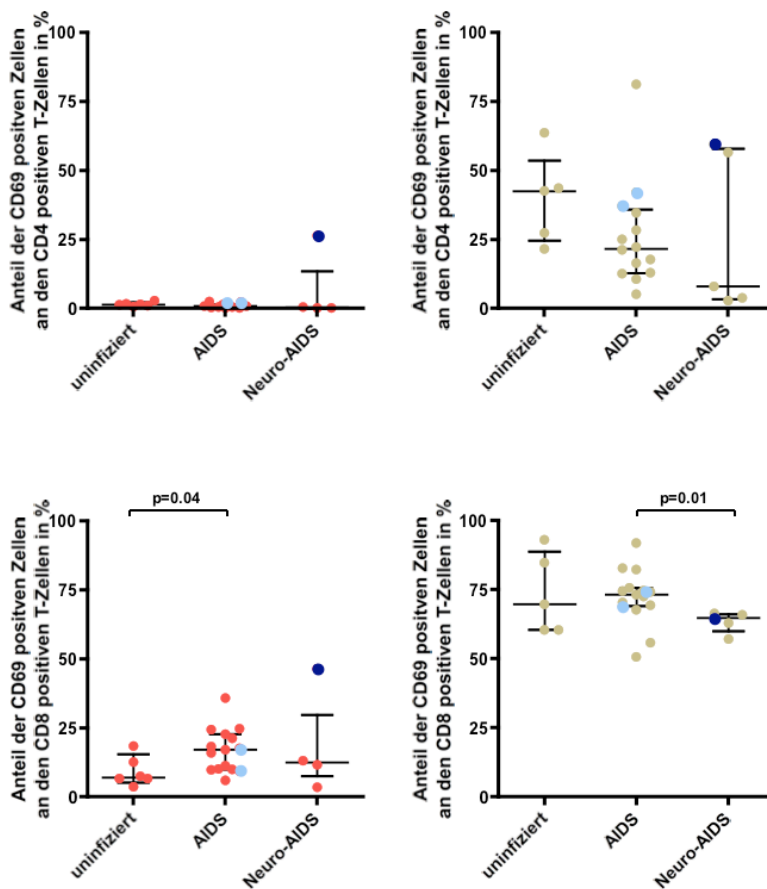 Anteil der CD69 positven Zellen
an den CD4 positiven T-Zellen in %
100
75
50
25
0
uninfiziert
AIDS
Neuro-AIDS
Anteil der CD69 positven Zellen
an den CD4 positiven T-Zellen in %
100
75
50
25
0
uninfiziert
AIDS
Neuro-AIDS
Anteil der CD69 positven Zellen
an den CD8 positiven T-Zellen in %
p=0.04
100
75
50
25
0
uninfiziert
AIDS
Neuro-AIDS
Anteil der CD69 positven Zellen
an den CD8 positiven T-Zellen in %
p=0.01
100
75
50
25
0
uninfiziert
AIDS
Neuro-AIDS